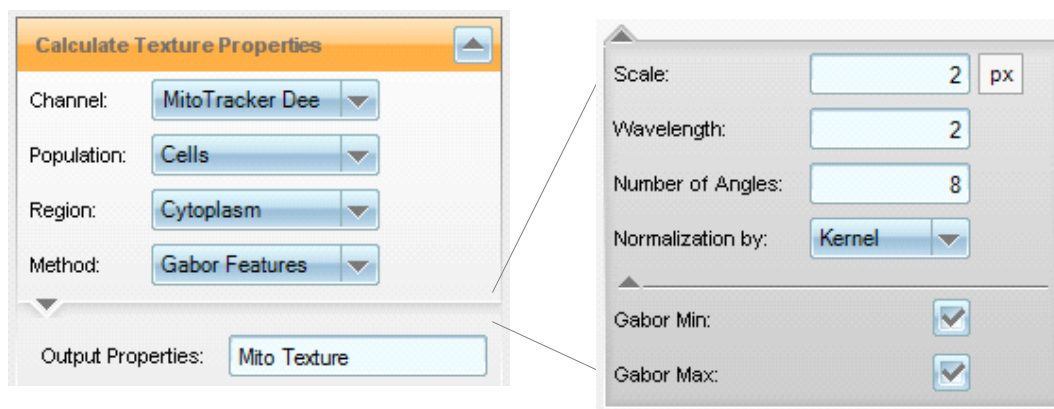 Calculate Texture Properties
Channel: MitoTracker Dee
Population: Cells
Region: Cytoplasm
Method: Gabor Features
Output Properties: Mito Texture
Scale: 2 px
Wavelength: 2
Number of Angles: 8
Normalization by: Kernel
Gabor Min:
Gabor Max: